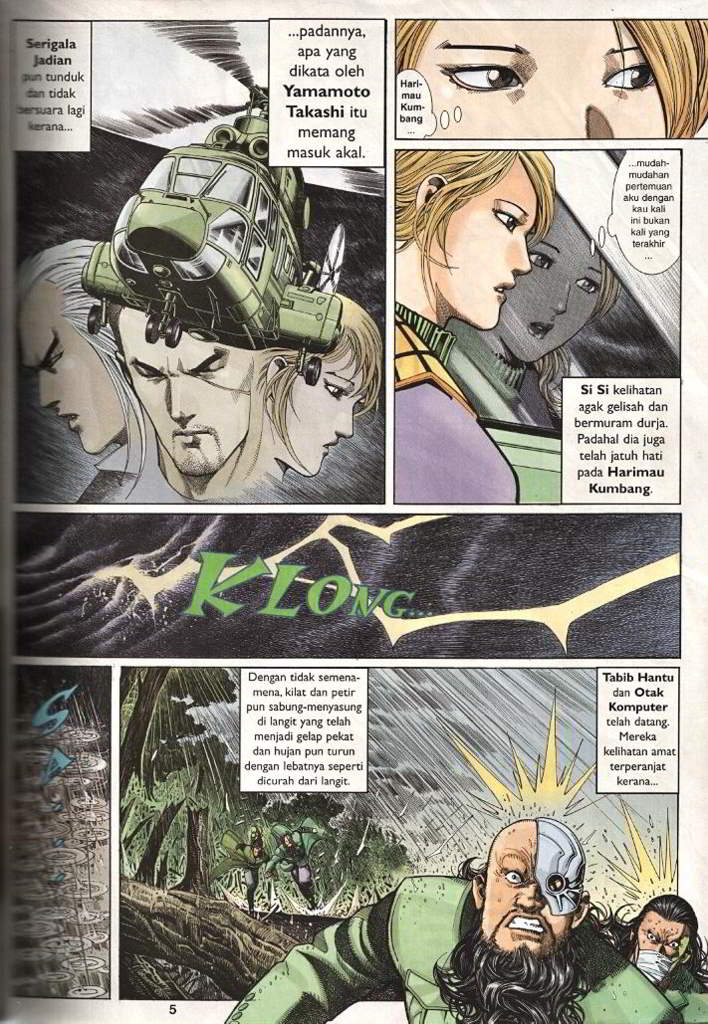 Serigala
Jadian
pun tunduk
dan tidak
bersuara lagi
kerana...
...padannya,
apa yang
dikata oleh
Yamamoto
Takashi itu
memang
masuk akal.
Hari-
mau
Kum-
bang
...
...mudah-
mudahan
pertemuan
aku dengan
kau kali
ini bukan
kali yang
terakhir
...
Si Si kelihatan
agak gelisah dan
bermuram durja.
Padahal dia juga
telah jatuh hati
pada Harimau
Kumbang.
KLONG...
Dengan tidak semena-
mena, kilat dan petir
pun sabung-menyabung
di langit yang telah
menjadi gelap pekat
dan hujan pun turun
dengan lebatnya seperti
dicurah dari langit.
Tabib Hantu
dan Otak
Komputer
telah datang.
Mereka
kelihatan amat
terperanjat
kerana...
5